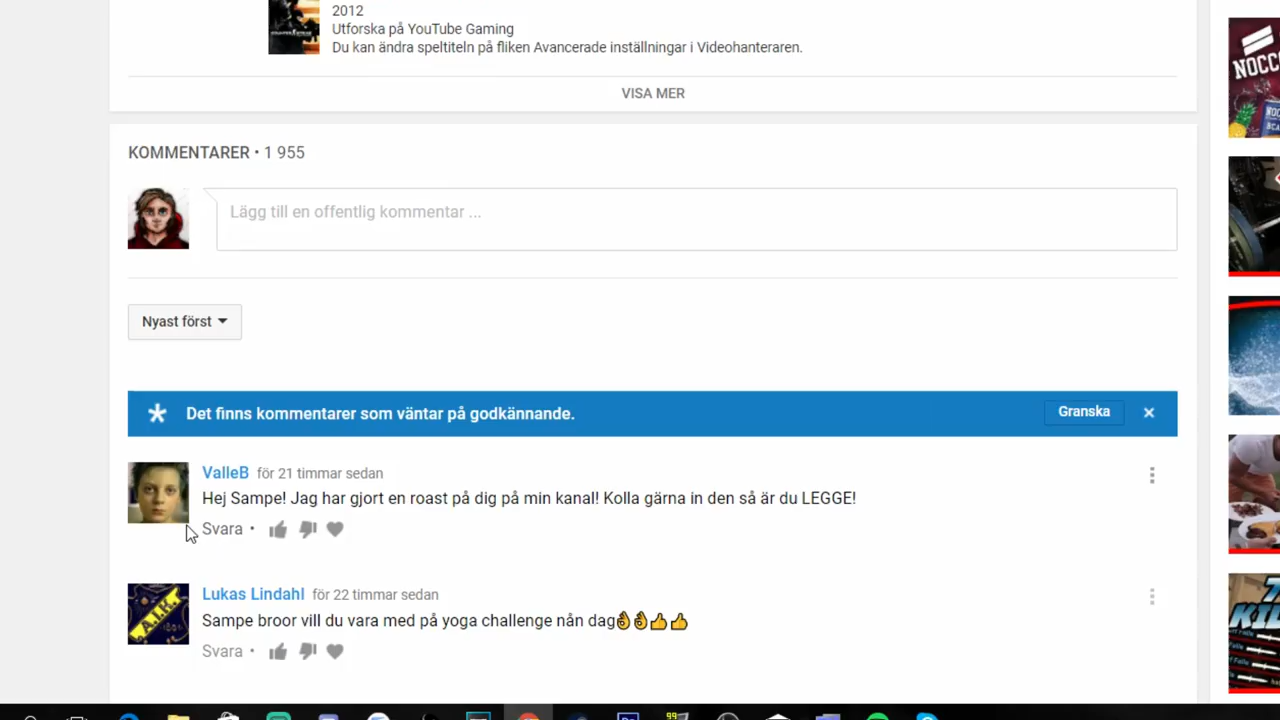 2012
Utforska på YouTube Gaming
Du kan ändra speltiteln på fliken Avancerade inställningar i Videohanteraren.
VISA MER
KOMMENTARER • 1 955
Lägg till en offentlig kommentar ...
Nyast först
Det finns kommentarer som väntar på godkännande.
Granska
ValleB för 21 timmar sedan
Hej Sampe! Jag har gjort en roast på dig på min kanal! Kolla gärna in den så är du LEGGE!
Svara •
Lukas Lindahl för 22 timmar sedan
Sampe broor vill du vara med på yoga challenge nån dag👌👌👍👍
Svara •
NOCCO
A.I.K.
99